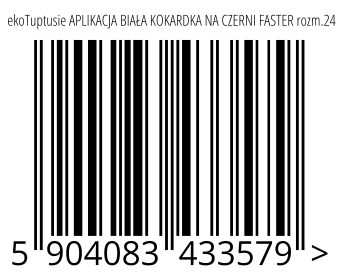 ekoTuptusie APLIKACJA BIAŁA KOKARDKA NA CZERNI FASTER rozm.24
5 904083 433579 >